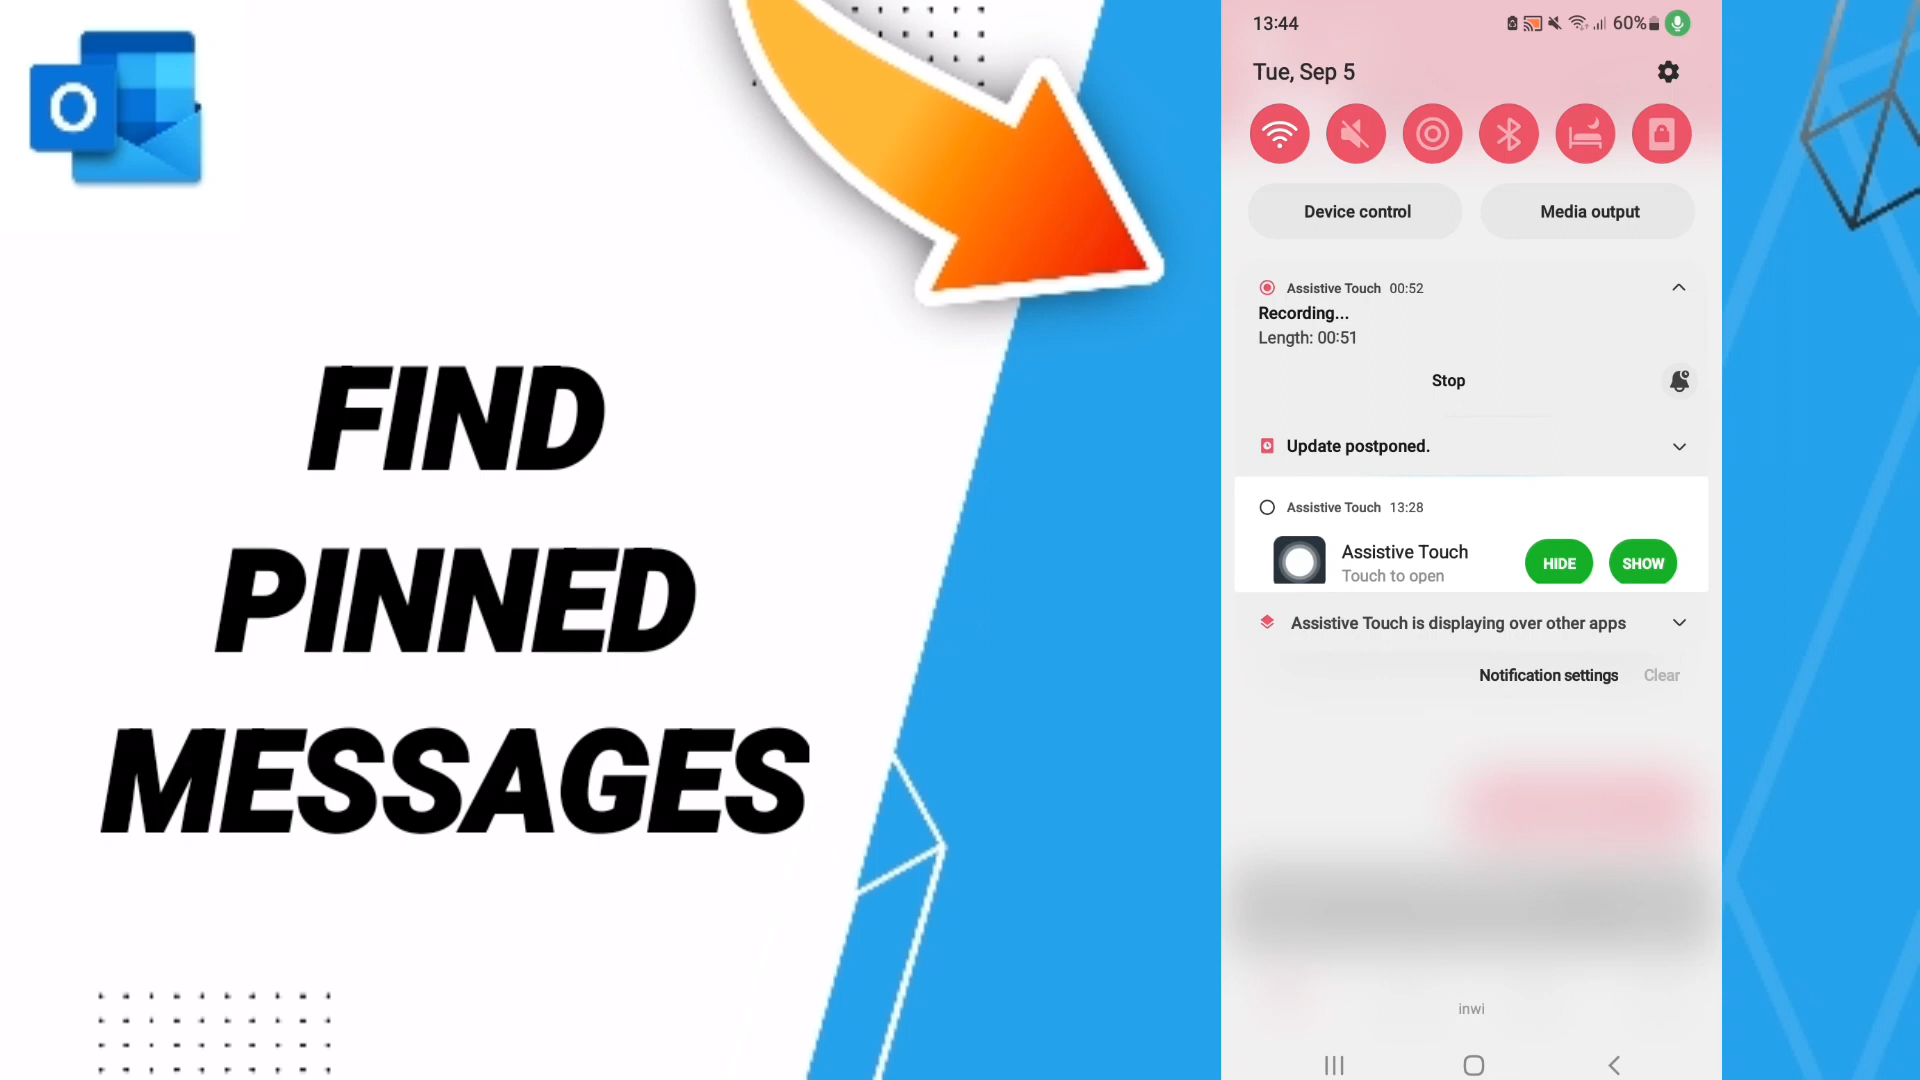 O
FIND
PINNED
MESSAGES
13:44
60%
Tue, Sep 5
Device control
Media output
Assistive Touch 00:52
Recording...
Length: 00:51
Stop
Update postponed.
Assistive Touch 13:28
Assistive Touch
Touch to open
HIDE
SHOW
Assistive Touch is displaying over other apps
Notification settings
Clear
inwi